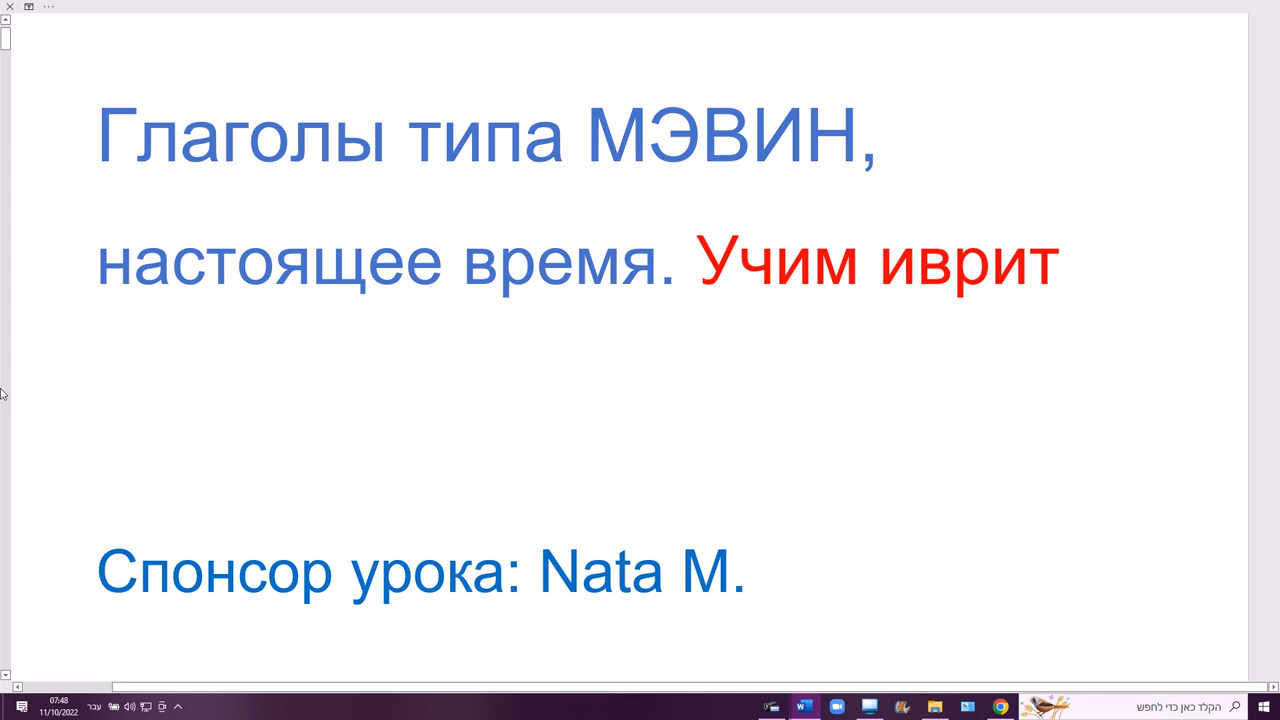 Глаголы типа МЭВИН,
настоящее время. Учим иврит
Спонсор урока: Nata M.
07:48
11/10/2022
עבר
הקלד כאן כדי לחפש